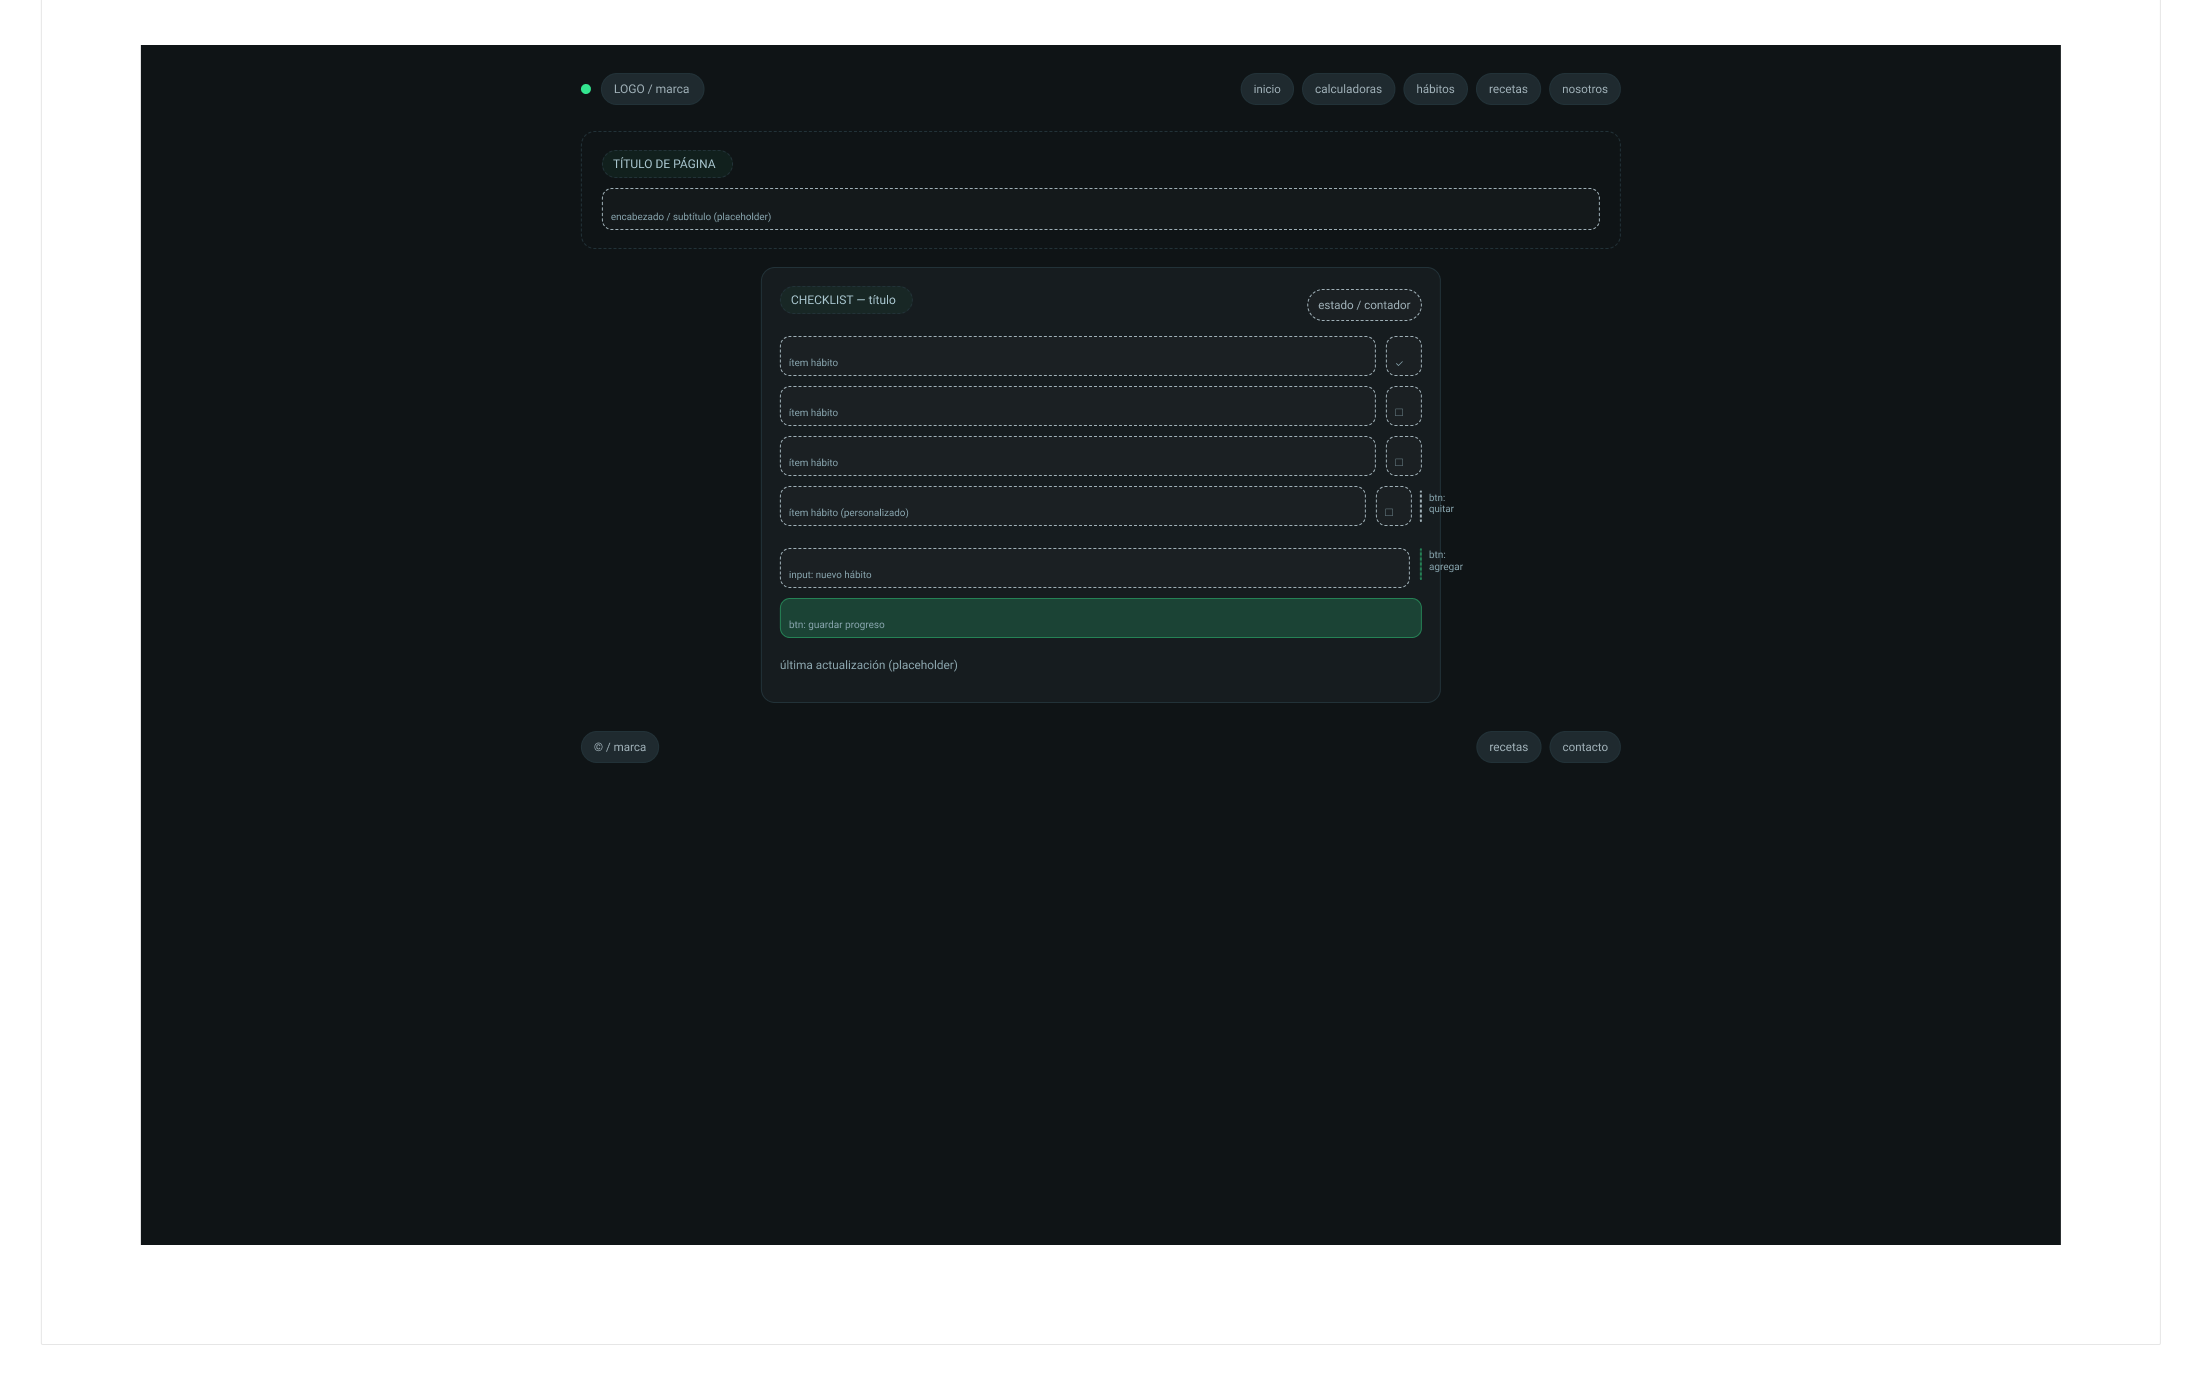 LOGO / marca
inicio
calculadoras
hábitos
recetas
nosotros
TÍTULO DE PÁGINA
encabezado / subtítulo (placeholder)
CHECKLIST — título
estado / contador
ítem hábito
✓
ítem hábito
□
ítem hábito
□
ítem hábito (personalizado)
□
btn:
quitar
input: nuevo hábito
btn:
agregar
btn: guardar progreso
última actualización (placeholder)
© / marca
recetas
contacto